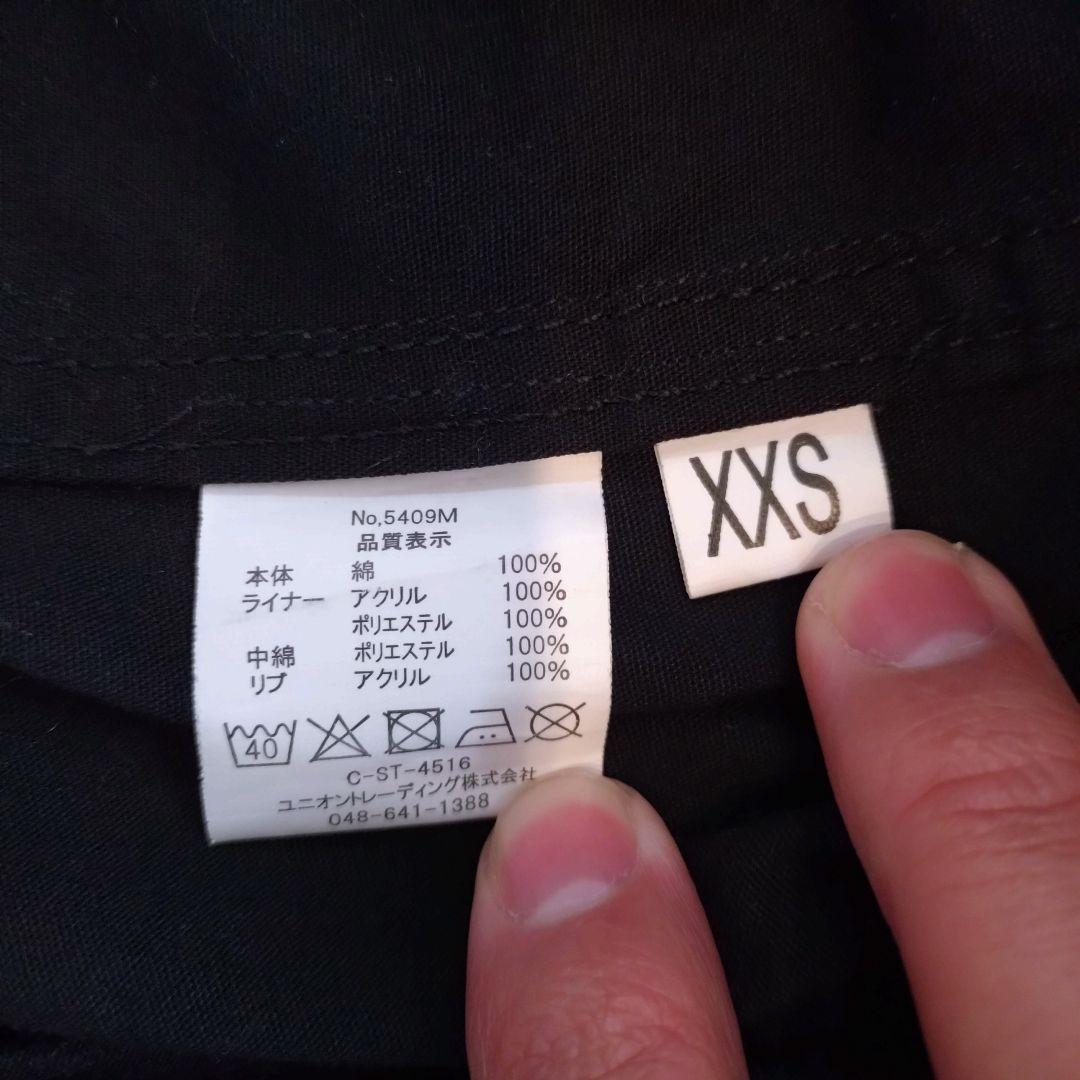 No,5409M
品質表示
本体 綿 100%
ライナー アクリル 100%
ポリエステル 100%
中綿 ポリエステル 100%
リブ アクリル 100%
40
C-ST-4516
ユニオントレーディング株式会社
048-641-1388
XXS